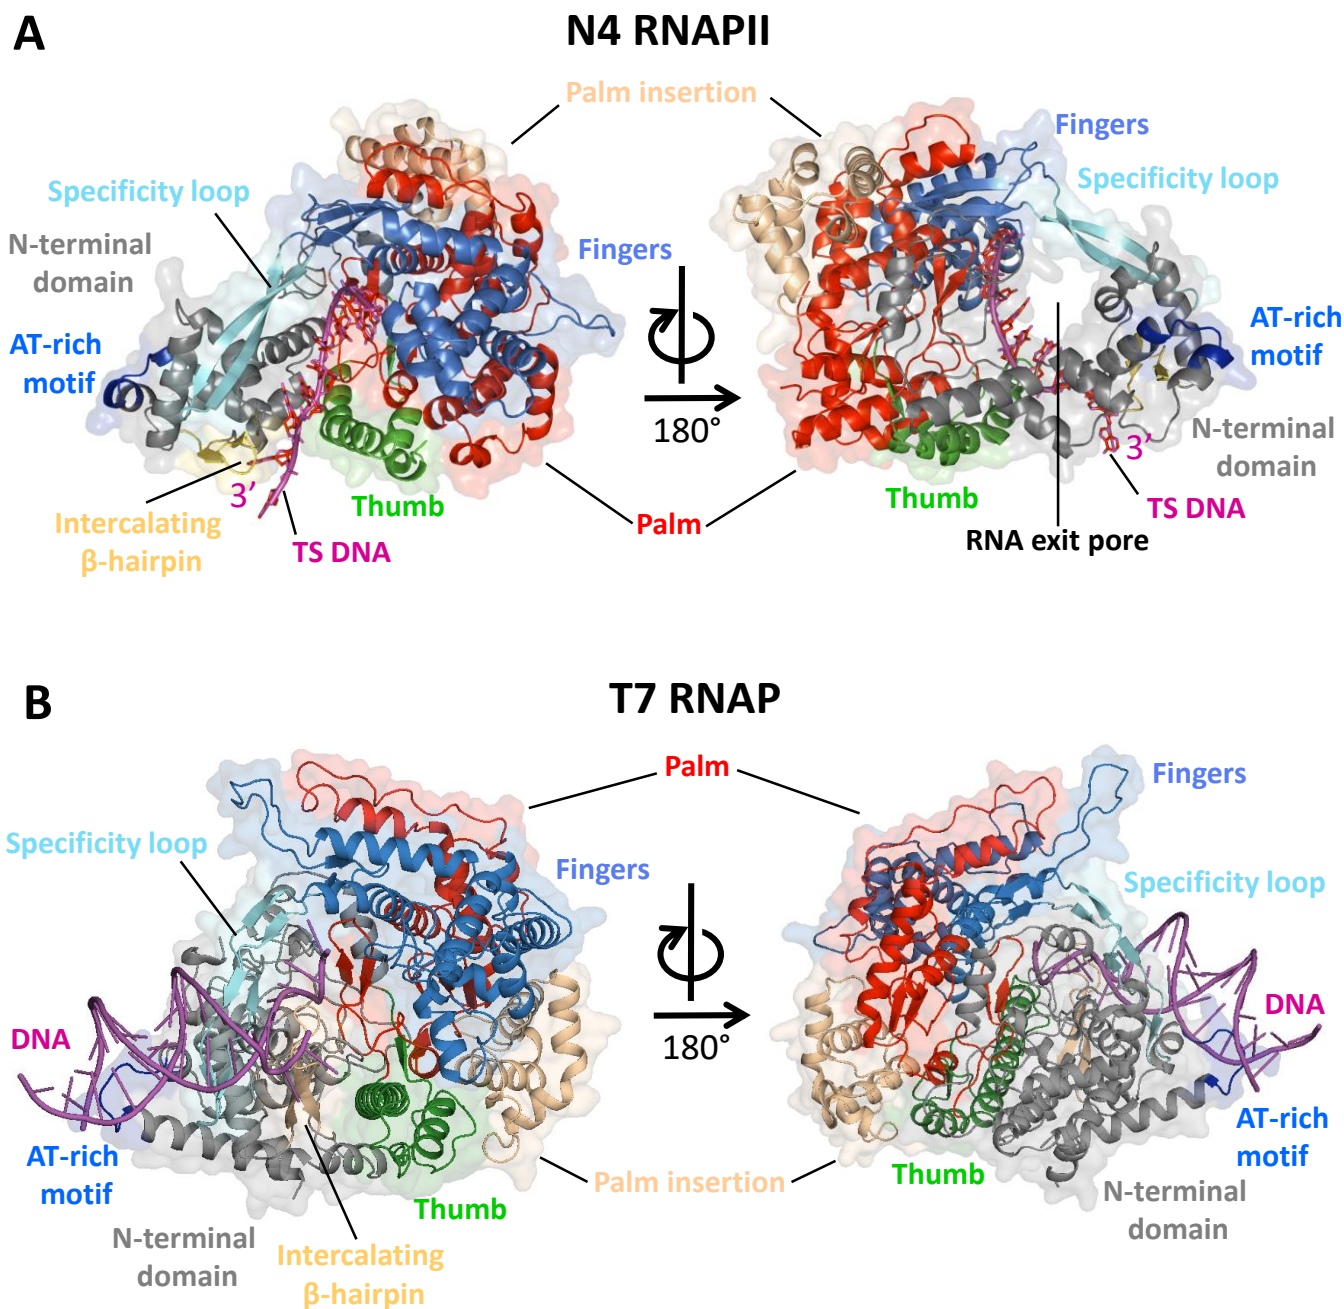 A
N4 RNAPII
Palm insertion
Fingers
Specificity loop
Specificity loop
N-terminal
domain
Fingers
AT-rich
motif
AT-rich
motif
180°
N-terminal
domain
3’
3’
Thumb
Thumb
TS DNA
Intercalating
β-hairpin
Palm
RNA exit pore
TS DNA
B
T7 RNAP
Palm
Fingers
Specificity loop
Fingers
Specificity loop
DNA
DNA
180°
AT-rich
motif
AT-rich
motif
Palm insertion
Thumb
Thumb
N-terminal
domain
N-terminal
domain
Intercalating
β-hairpin